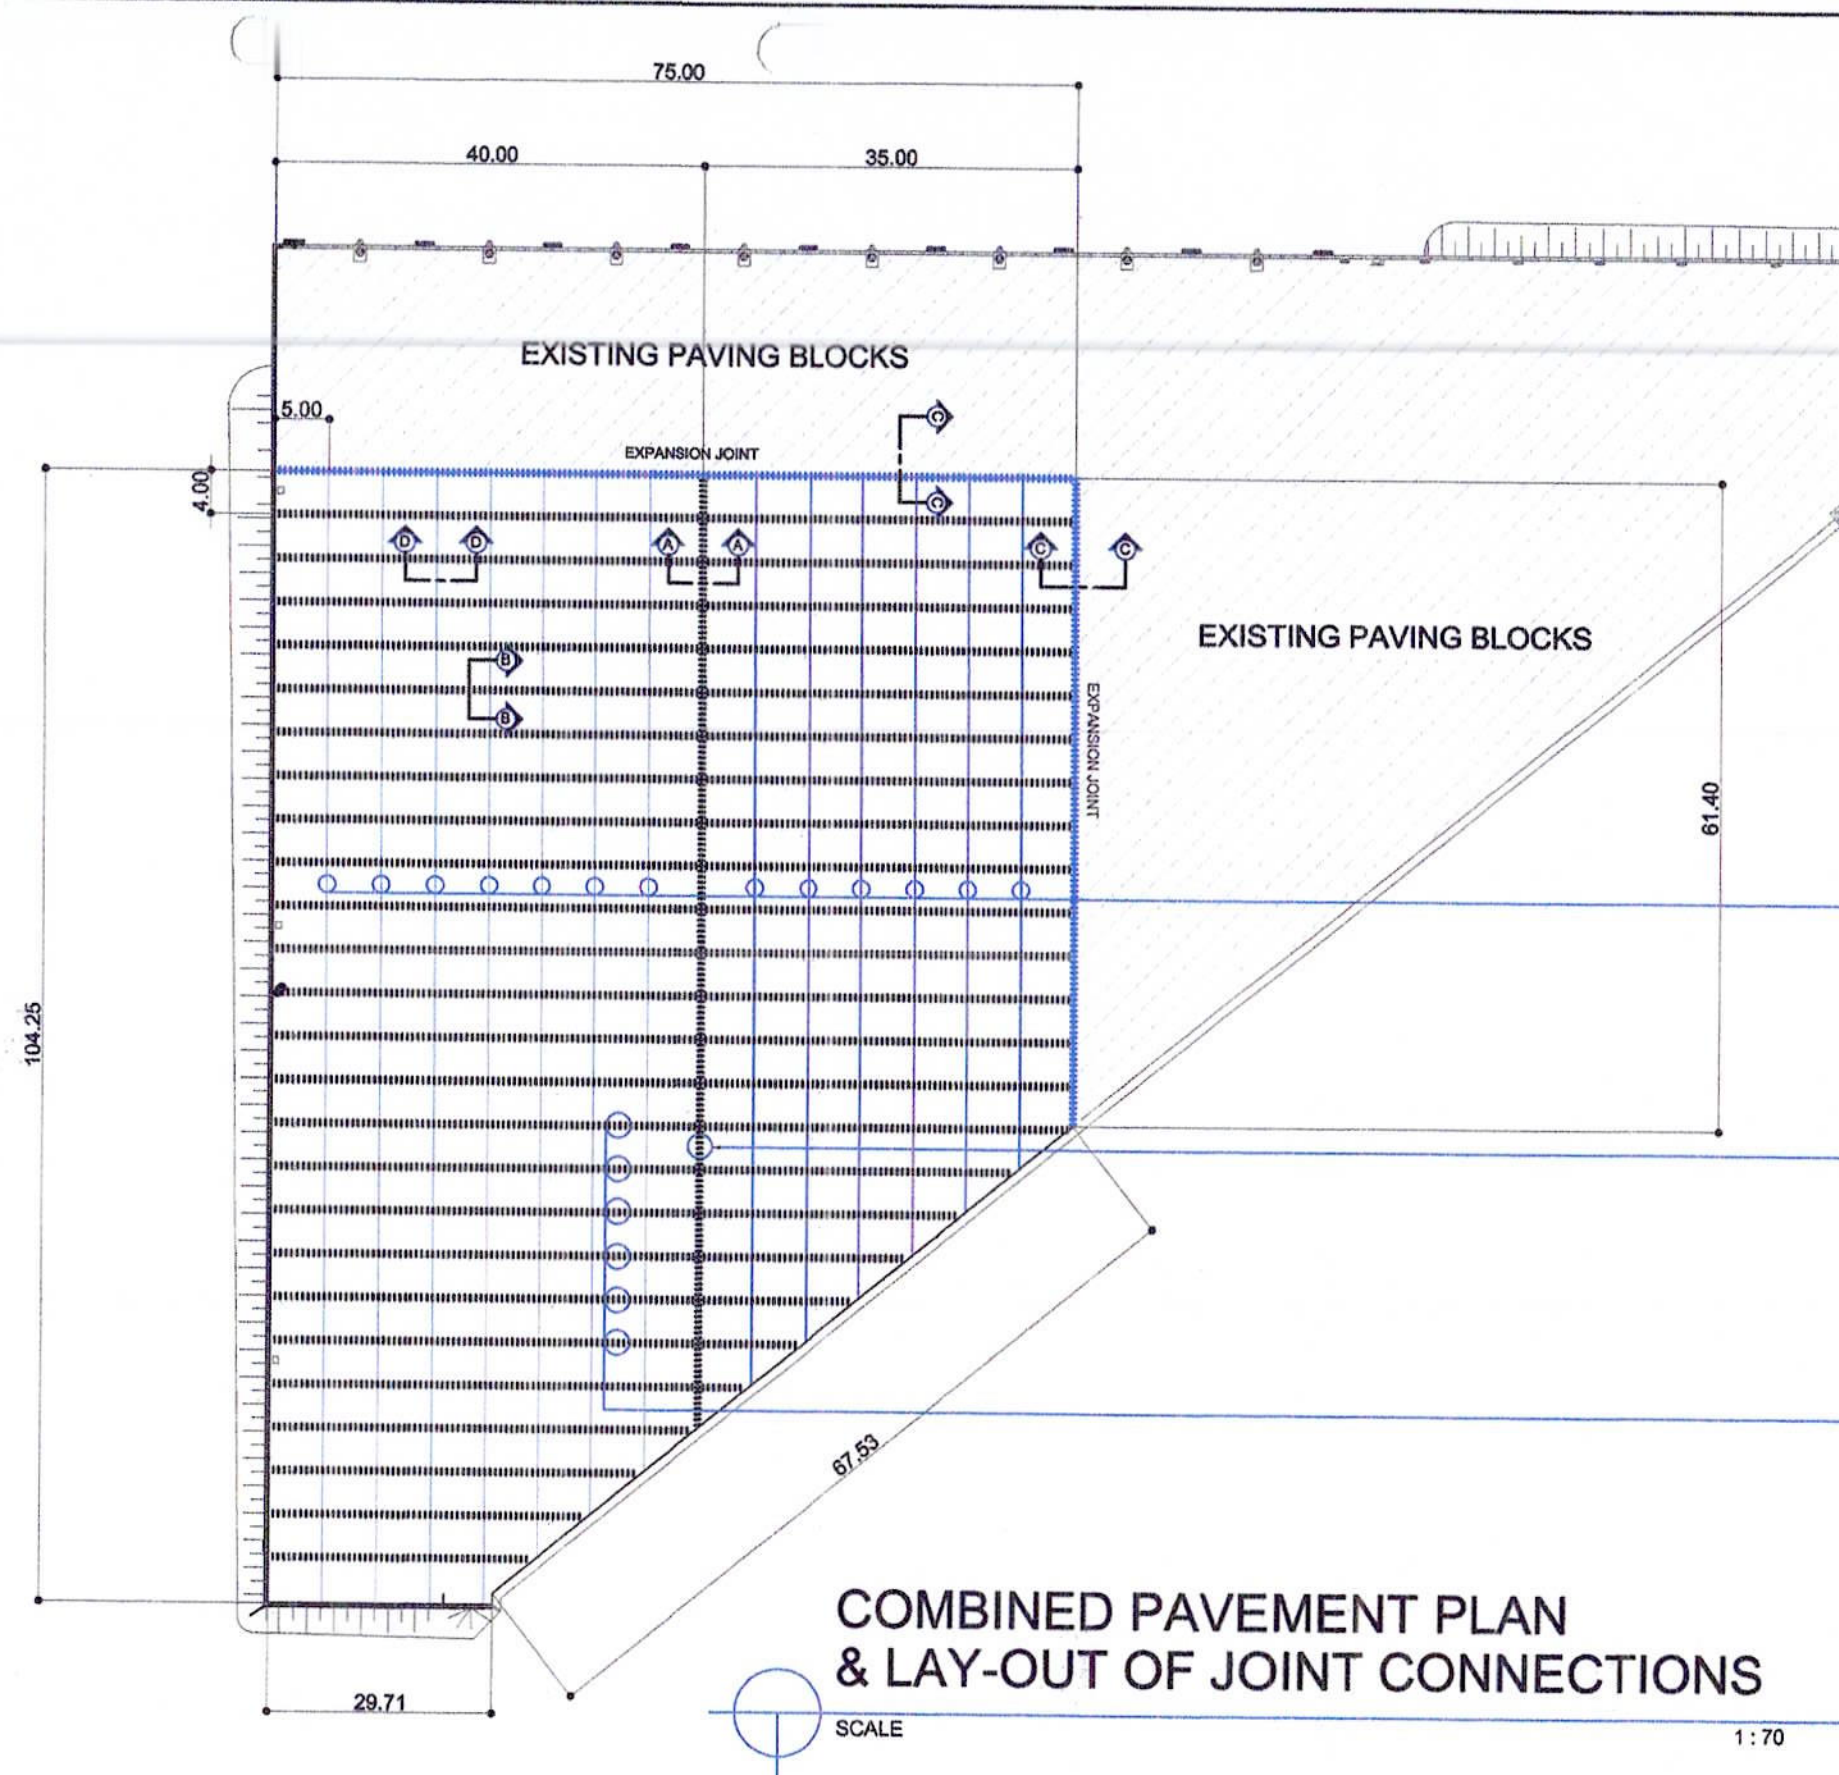 75.00
40.00
35.00
EXISTING PAVING BLOCKS
5.00
EXPANSION JOINT
C
4.00
C
D
D
A
A
C
C
EXISTING PAVING BLOCKS
B
B
EXPANSION JOINT
61.40
104.25
67.53
COMBINED PAVEMENT PLAN
& LAY-OUT OF JOINT CONNECTIONS
29.71
SCALE
1 : 70